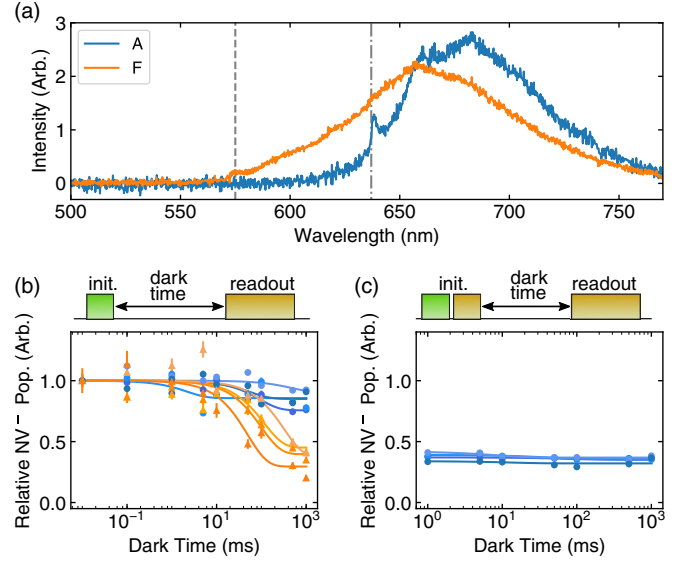 (a)
A
F
Intensity (Arb.)
3
2
1
0
500
550
600
650
700
750
Wavelength (nm)
(b)
init.
dark
time
readout
Relative NV⁻ Pop. (Arb.)
1.0
0.5
0.0
10⁻¹
10¹
10³
Dark Time (ms)
(c)
init.
dark
time
readout
Relative NV⁻ Pop. (Arb.)
1.0
0.5
0.0
10⁰
10¹
10²
10³
Dark Time (ms)